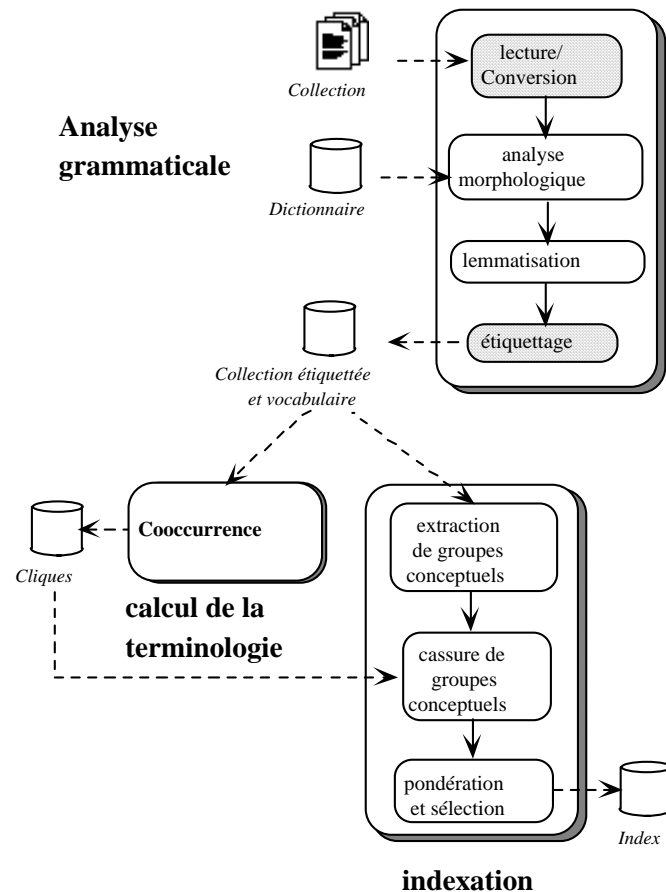 lecture/
Conversion
Collection
Analyse
grammaticale
analyse
morphologique
Dictionnaire
lemmatisation
étiquettage
Collection étiquettée
et vocabulaire
Cooccurrence
extraction
de groupes
conceptuels
Cliques
calcul de la
terminologie
cassure de
groupes
conceptuels
pondération
et sélection
Index
indexation